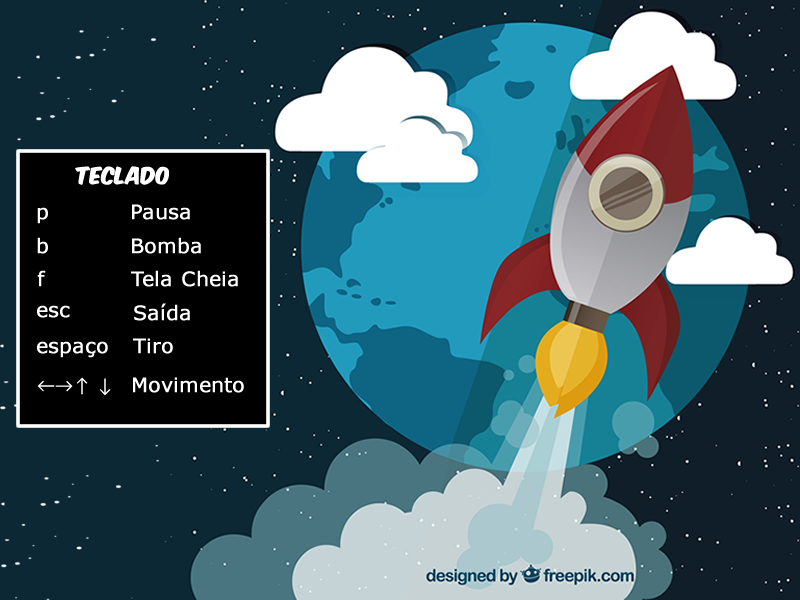 TECLADO
p Pausa
b Bomba
f Tela Cheia
esc Saída
espaço Tiro
←→↑ ↓ Movimento
designed by freepik.com